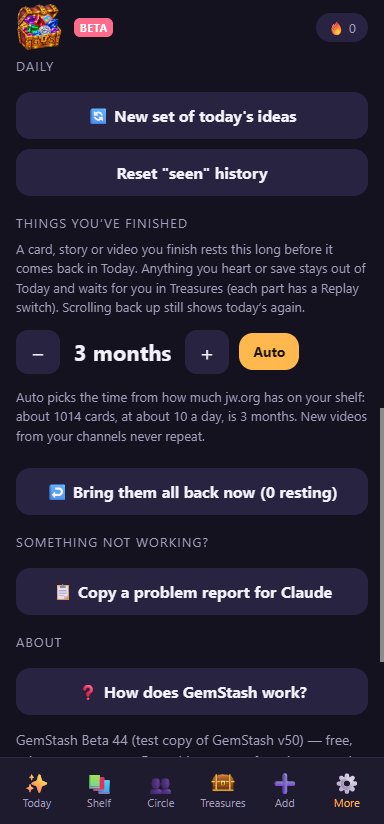 BETA
0
DAILY
New set of today's ideas
Reset "seen" history
THINGS YOU'VE FINISHED
A card, story or video you finish rests this long before it
comes back in Today. Anything you heart or save stays out of
Today and waits for you in Treasures (each part has a Replay
switch). Scrolling back up still shows today's again.
– 3 months + Auto
Auto picks the time from how much jw.org has on your shelf:
about 1014 cards, at about 10 a day, is 3 months. New videos
from your channels never repeat.
Bring them all back now (0 resting)
SOMETHING NOT WORKING?
Copy a problem report for Claude
ABOUT
How does GemStash work?
GemStash Beta 44 (test copy of GemStash v50) — free,
Today Shelf Circle Treasures Add More